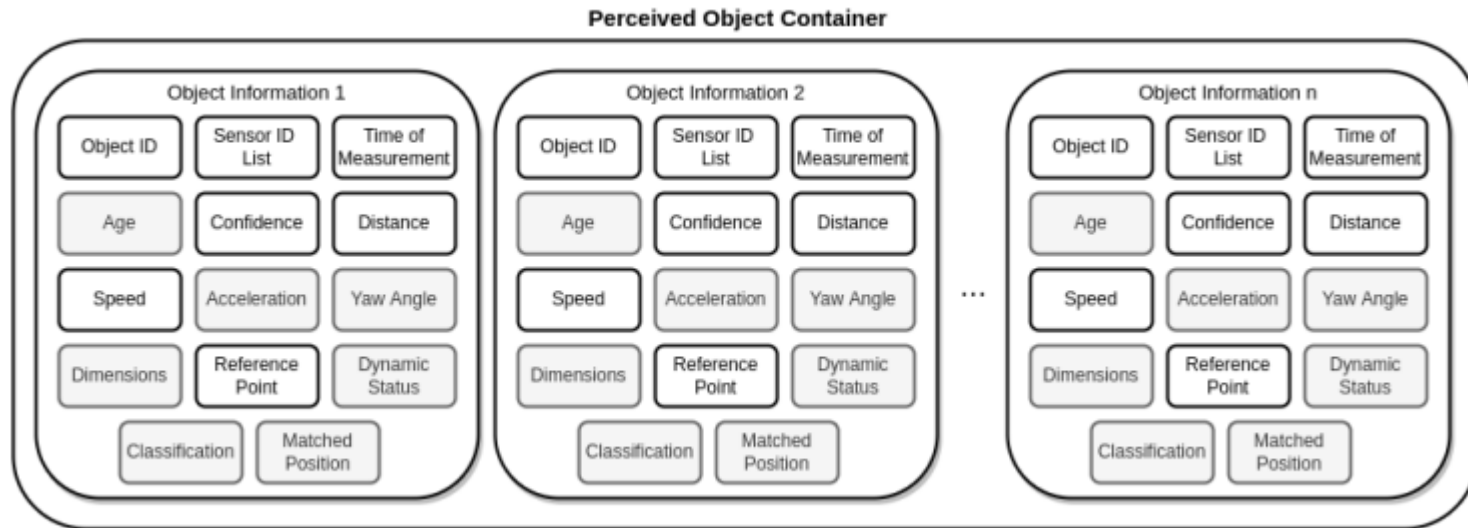 Perceived Object Container
Object Information 1
Object ID
Sensor ID
List
Time of
Measurement
Age
Confidence
Distance
Speed
Acceleration
Yaw Angle
Dimensions
Reference
Point
Dynamic
Status
Classification
Matched
Position
Object Information 2
Object ID
Sensor ID
List
Time of
Measurement
Age
Confidence
Distance
Speed
Acceleration
Yaw Angle
Dimensions
Reference
Point
Dynamic
Status
Classification
Matched
Position
...
Object Information n
Object ID
Sensor ID
List
Time of
Measurement
Age
Confidence
Distance
Speed
Acceleration
Yaw Angle
Dimensions
Reference
Point
Dynamic
Status
Classification
Matched
Position